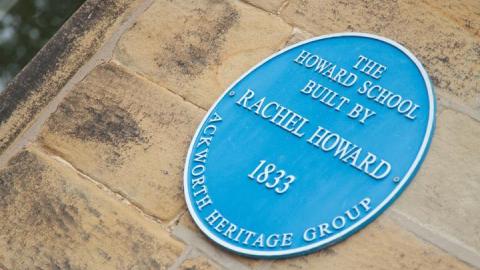 THE
HOWARD SCHOOL
BUILT BY
RACHEL HOWARD
1833
ACKWORTH HERITAGE GROUP